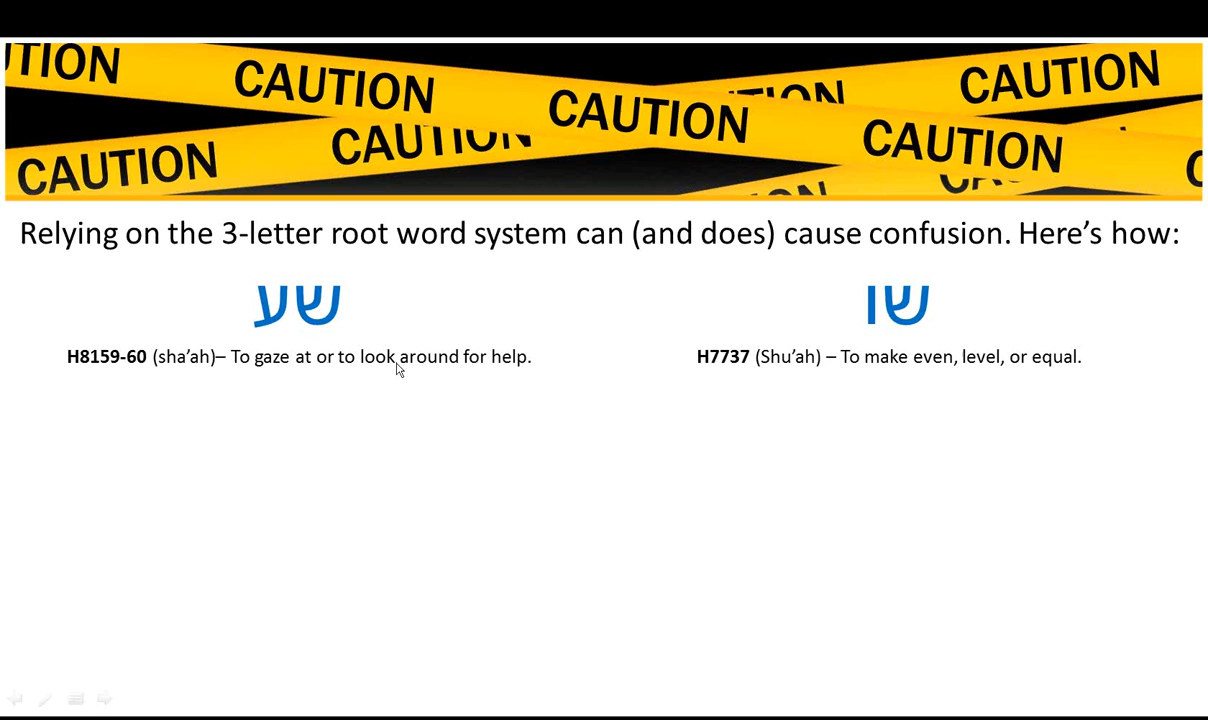 TION CAUTION CAUTION CAUTION
CAUTION CAUTION CAUTION
Relying on the 3-letter root word system can (and does) cause confusion. Here's how:
שע
שו
H8159-60 (sha'ah)– To gaze at or to look around for help.
H7737 (Shu'ah) – To make even, level, or equal.